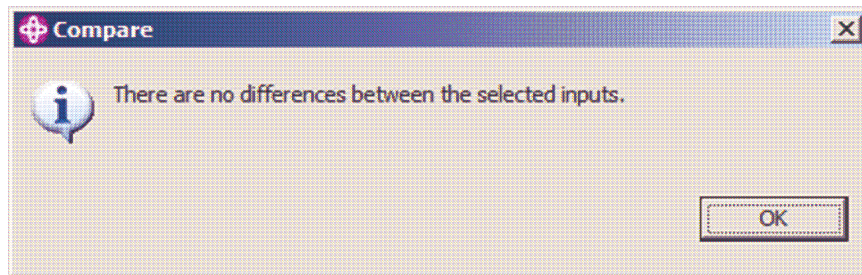 Compare
There are no differences between the selected inputs.
OK